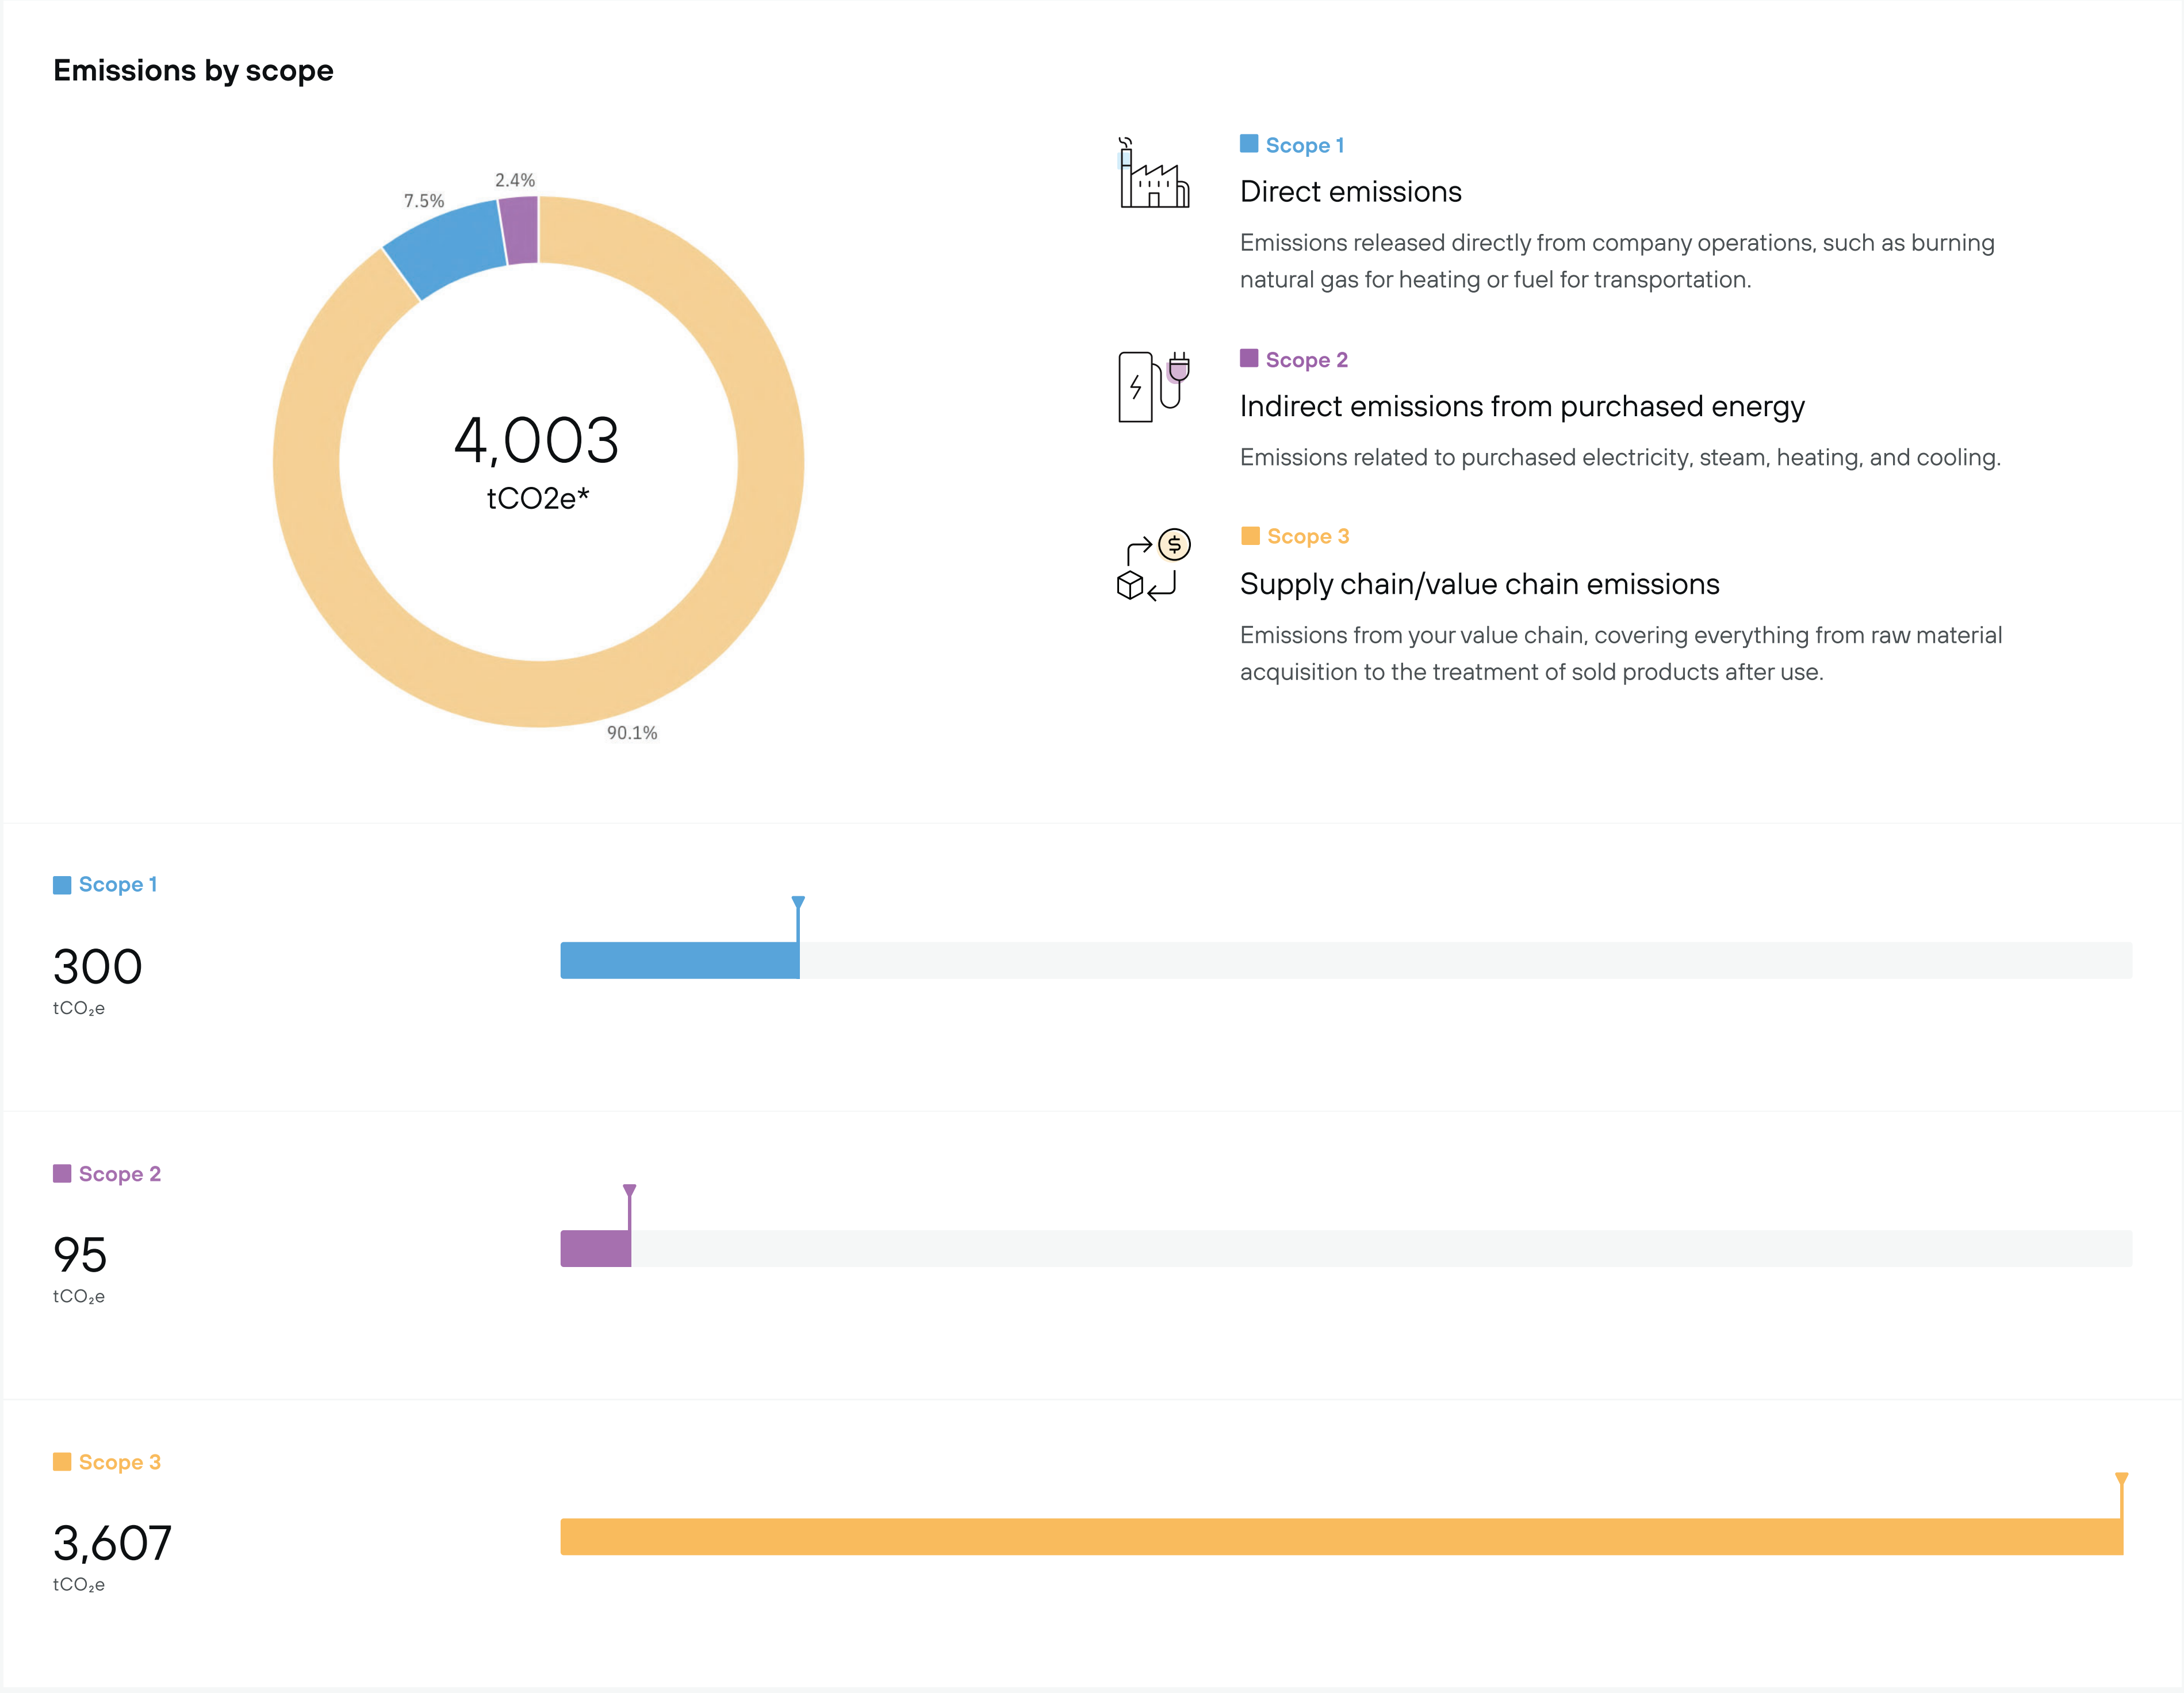 Emissions by scope
2.4%
7.5%
4,003
tCO2e*
90.1%
Scope 1
Direct emissions
Emissions released directly from company operations, such as burning
natural gas for heating or fuel for transportation.
Scope 2
Indirect emissions from purchased energy
Emissions related to purchased electricity, steam, heating, and cooling.
$
Scope 3
Supply chain/value chain emissions
Emissions from your value chain, covering everything from raw material
acquisition to the treatment of sold products after use.
Scope 1
300
tCO₂e
Scope 2
95
tCO₂e
Scope 3
3,607
tCO₂e